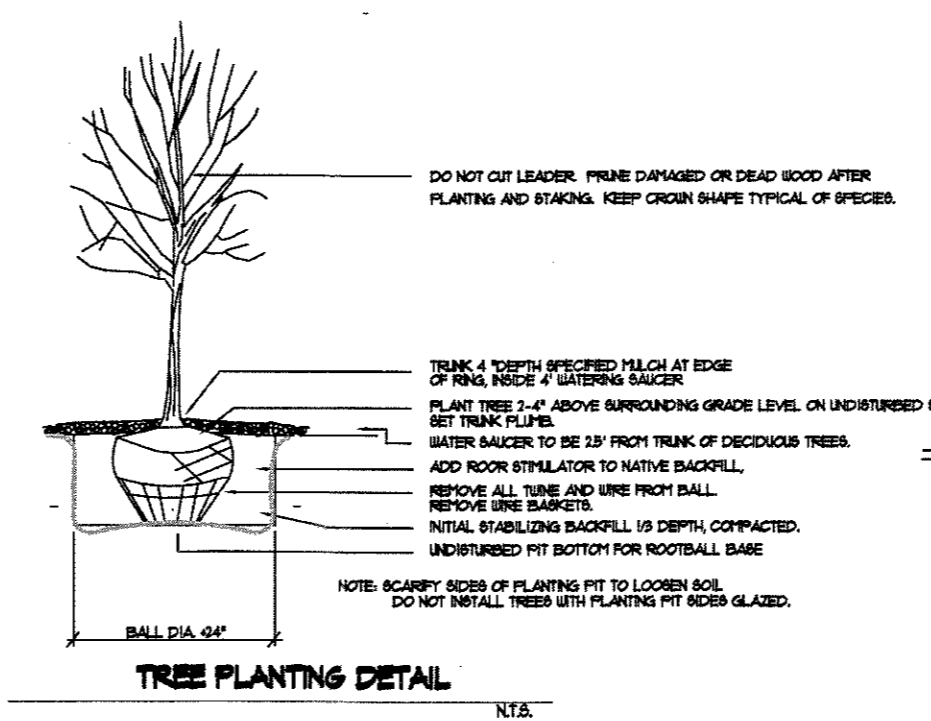 DO NOT CUT LEADER. PRUNE DAMAGED OR DEAD WOOD AFTER
PLANTING AND STAKING. KEEP CROWN SHAPE TYPICAL OF SPECIES.
TRUNK 4 "DEPTH SPECIFIED MULCH AT EDGE
OF RING, INSIDE 4' WATERING SAUCER
PLANT TREE 2-4" ABOVE SURROUNDING GRADE LEVEL ON UNDISTURBED
SET TRUNK PLUMB.
WATER SAUCER TO BE 2.5' FROM TRUNK OF DECIDUOUS TREES.
ADD ROOR STIMULATOR TO NATIVE BACKFILL,
REMOVE ALL TWINE AND WIRE FROM BALL.
REMOVE WIRE BASKETS.
INITIAL STABILIZING BACKFILL 1/3 DEPTH, COMPACTED.
UNDISTURBED PIT BOTTOM FOR ROOTBALL BASE
NOTE: SCARIFY SIDES OF PLANTING PIT TO LOOSEN SOIL
DO NOT INSTALL TREES WITH PLANTING PIT SIDES GLAZED.
BALL DIA. +24"
TREE PLANTING DETAIL
N.T.S.